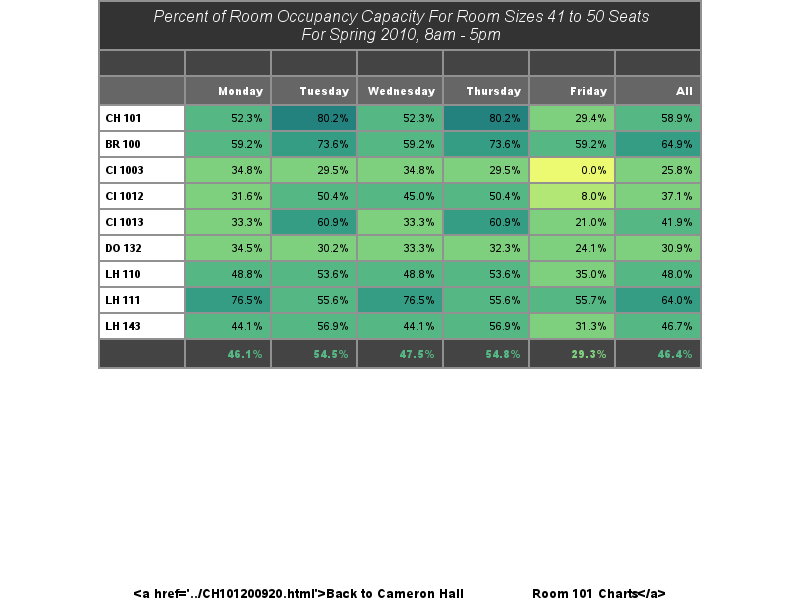 Percent of Room Occupancy Capacity For Room Sizes 41 to 50 Seats
For Spring 2010, 8am - 5pm
Monday Tuesday Wednesday Thursday Friday All
CH 101 52.3% 80.2% 52.3% 80.2% 29.4% 58.9%
BR 100 59.2% 73.6% 59.2% 73.6% 59.2% 64.9%
CI 1003 34.8% 29.5% 34.8% 29.5% 0.0% 25.8%
CI 1012 31.6% 50.4% 45.0% 50.4% 8.0% 37.1%
CI 1013 33.3% 60.9% 33.3% 60.9% 21.0% 41.9%
DO 132 34.5% 30.2% 33.3% 32.3% 24.1% 30.9%
LH 110 48.8% 53.6% 48.8% 53.6% 35.0% 48.0%
LH 111 76.5% 55.6% 76.5% 55.6% 55.7% 64.0%
LH 143 44.1% 56.9% 44.1% 56.9% 31.3% 46.7%
46.1% 54.5% 47.5% 54.8% 29.3% 46.4%
<a href='../CH101200920.html'>Back to Cameron Hall Room 101 Charts</a>